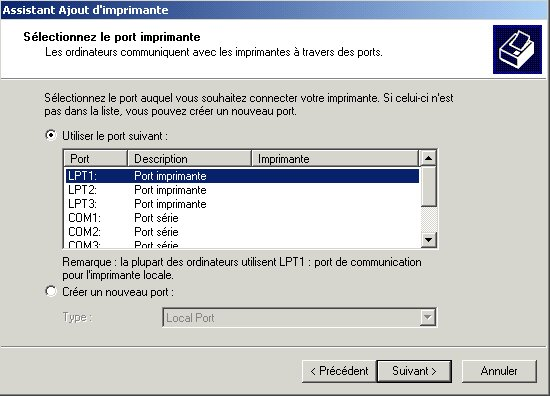 Assistant Ajout d'imprimante
Sélectionnez le port imprimante
Les ordinateurs communiquent avec les imprimantes à travers des ports.
Sélectionnez le port auquel vous souhaitez connecter votre imprimante. Si celui-ci n'est
pas dans la liste, vous pouvez créer un nouveau port.
Utiliser le port suivant :
Port Description Imprimante
LPT1: Port imprimante
LPT2: Port imprimante
LPT3: Port imprimante
COM1: Port série
COM2: Port série
COM3: Port série
Remarque : la plupart des ordinateurs utilisent LPT1 : port de communication
pour l'imprimante locale.
Créer un nouveau port :
Type : Local Port
< Précédent Suivant > Annuler